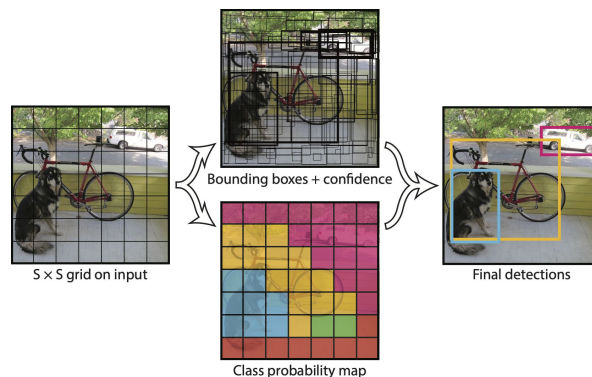 Bounding boxes + confidence
S × S grid on input
Final detections
Class probability map